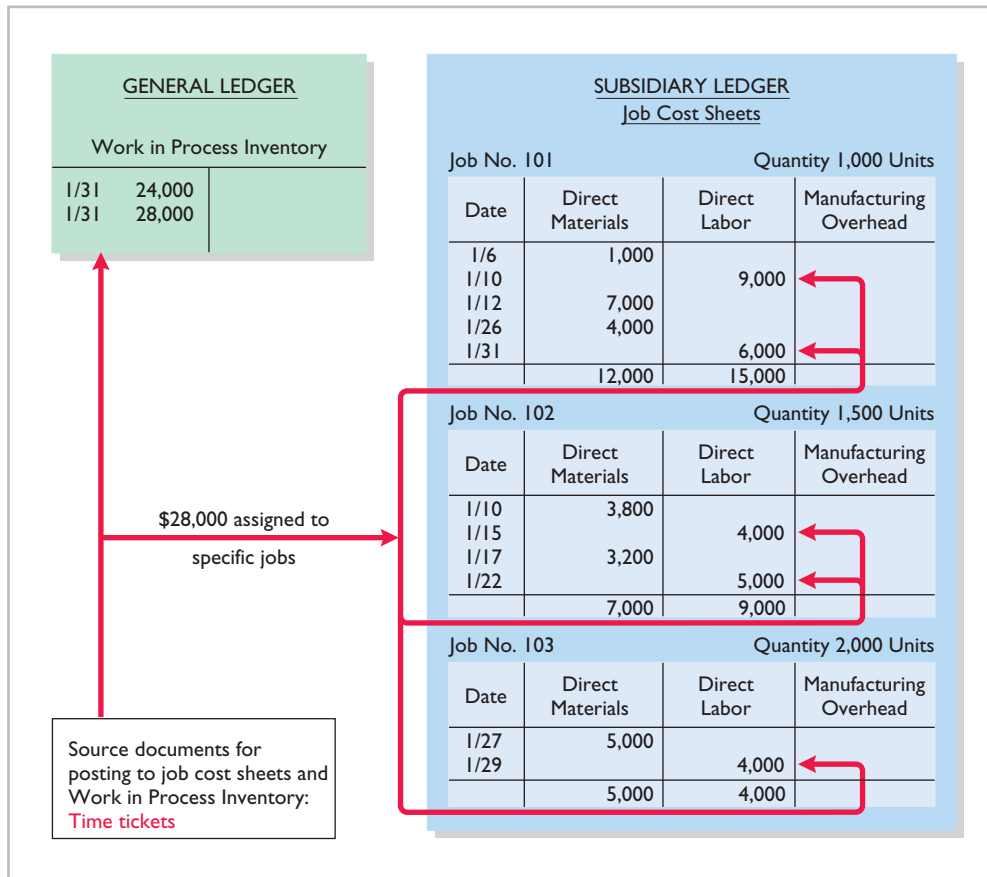 GENERAL LEDGER
Work in Process Inventory
1/31 24,000
1/31 28,000
SUBSIDIARY LEDGER
Job Cost Sheets
Job No. 101 Quantity 1,000 Units
Date Direct Materials Direct Labor Manufacturing Overhead
1/6 1,000
1/10 9,000
1/12 7,000
1/26 4,000
1/31 6,000
12,000 15,000
Job No. 102 Quantity 1,500 Units
Date Direct Materials Direct Labor Manufacturing Overhead
1/10 3,800
1/15 4,000
1/17 3,200
1/22 5,000
7,000 9,000
Job No. 103 Quantity 2,000 Units
Date Direct Materials Direct Labor Manufacturing Overhead
1/27 5,000
1/29 4,000
5,000 4,000
$28,000 assigned to
specific jobs
Source documents for
posting to job cost sheets and
Work in Process Inventory:
Time tickets